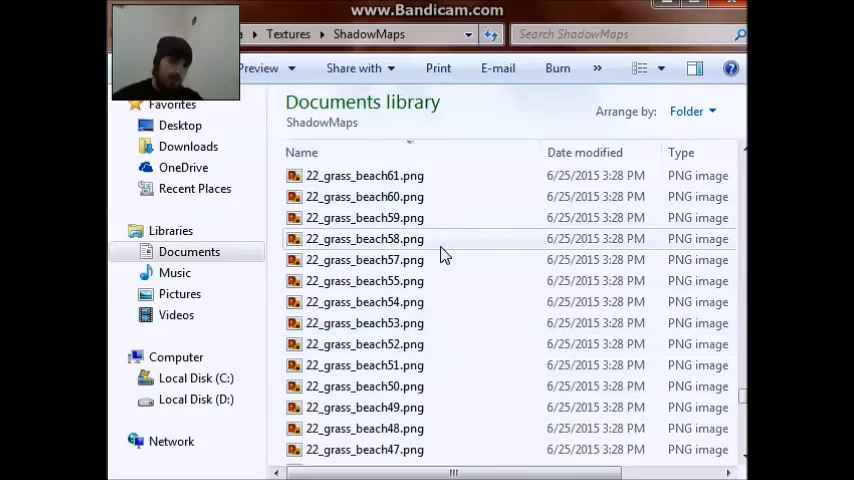 www.Bandicam.com
a Textures ShadowMaps Search ShadowMaps
Preview Share with Print E-mail Burn »
Favorites
Desktop
Downloads
OneDrive
Recent Places
Libraries
Documents
Music
Pictures
Videos
Computer
Local Disk (C:)
Local Disk (D:)
Network
Documents library
ShadowMaps
Arrange by: Folder
Name Date modified Type
22_grass_beach61.png 6/25/2015 3:28 PM PNG image
22_grass_beach60.png 6/25/2015 3:28 PM PNG image
22_grass_beach59.png 6/25/2015 3:28 PM PNG image
22_grass_beach58.png 6/25/2015 3:28 PM PNG image
22_grass_beach57.png 6/25/2015 3:28 PM PNG image
22_grass_beach55.png 6/25/2015 3:28 PM PNG image
22_grass_beach54.png 6/25/2015 3:28 PM PNG image
22_grass_beach53.png 6/25/2015 3:28 PM PNG image
22_grass_beach52.png 6/25/2015 3:28 PM PNG image
22_grass_beach51.png 6/25/2015 3:28 PM PNG image
22_grass_beach50.png 6/25/2015 3:28 PM PNG image
22_grass_beach49.png 6/25/2015 3:28 PM PNG image
22_grass_beach48.png 6/25/2015 3:28 PM PNG image
22_grass_beach47.png 6/25/2015 3:28 PM PNG image